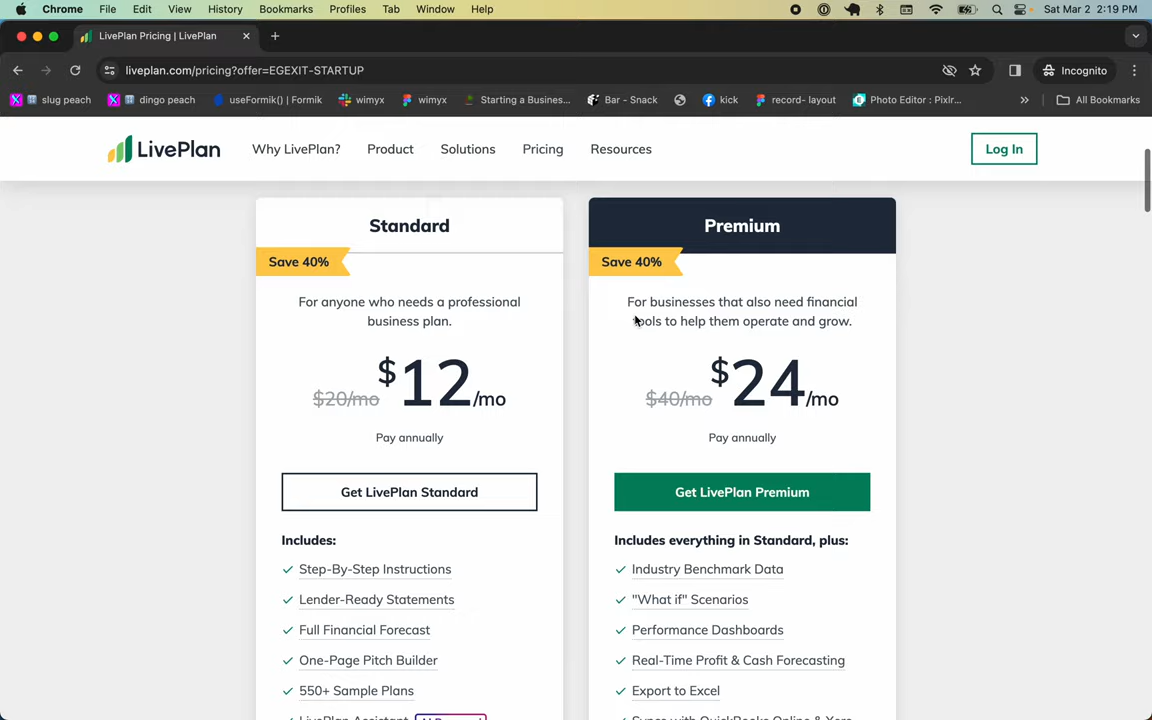 Chrome File Edit View History Bookmarks Profiles Tab Window Help Sat Mar 2 2:19 PM
LivePlan Pricing | LivePlan
liveplan.com/pricing?offer=EGEXIT-STARTUP Incognito
slug peach dingo peach useFormik() | Formik wimyx wimyx Starting a Busines... Bar - Snack kick record- layout Photo Editor : Pixlr... » All Bookmarks
LivePlan Why LivePlan? Product Solutions Pricing Resources Log In
Standard
Save 40%
For anyone who needs a professional
business plan.
$20/mo $12/mo
Pay annually
Get LivePlan Standard
Includes:
Step-By-Step Instructions
Lender-Ready Statements
Full Financial Forecast
One-Page Pitch Builder
550+ Sample Plans
LivePlan Assistant
Premium
Save 40%
For businesses that also need financial
tools to help them operate and grow.
$40/mo $24/mo
Pay annually
Get LivePlan Premium
Includes everything in Standard, plus:
Industry Benchmark Data
"What if" Scenarios
Performance Dashboards
Real-Time Profit & Cash Forecasting
Export to Excel
Syncs with QuickBooks Online & Xero